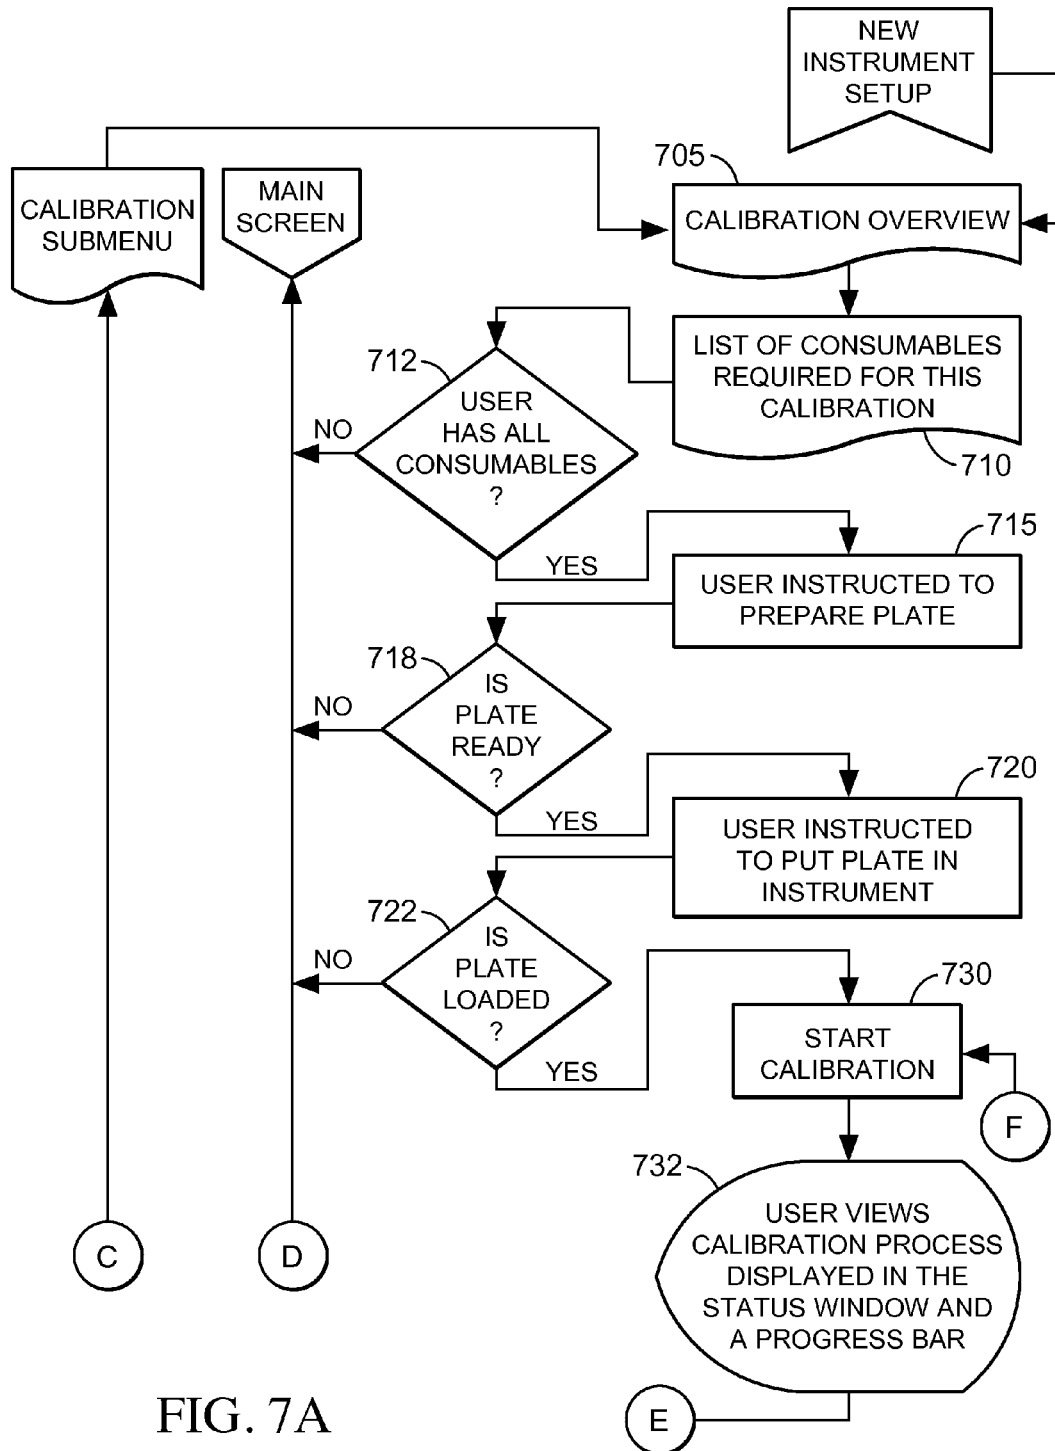 NEW
INSTRUMENT
SETUP
705
CALIBRATION
SUBMENU
MAIN
SCREEN
CALIBRATION OVERVIEW
712
USER
HAS ALL
CONSUMABLES
?
NO
YES
LIST OF CONSUMABLES
REQUIRED FOR THIS
CALIBRATION
710
715
USER INSTRUCTED TO
PREPARE PLATE
718
IS
PLATE
READY
?
NO
YES
720
USER INSTRUCTED
TO PUT PLATE IN
INSTRUMENT
722
IS
PLATE
LOADED
?
NO
YES
730
START
CALIBRATION
F
732
USER VIEWS
CALIBRATION PROCESS
DISPLAYED IN THE
STATUS WINDOW AND
A PROGRESS BAR
C
D
E
FIG. 7A